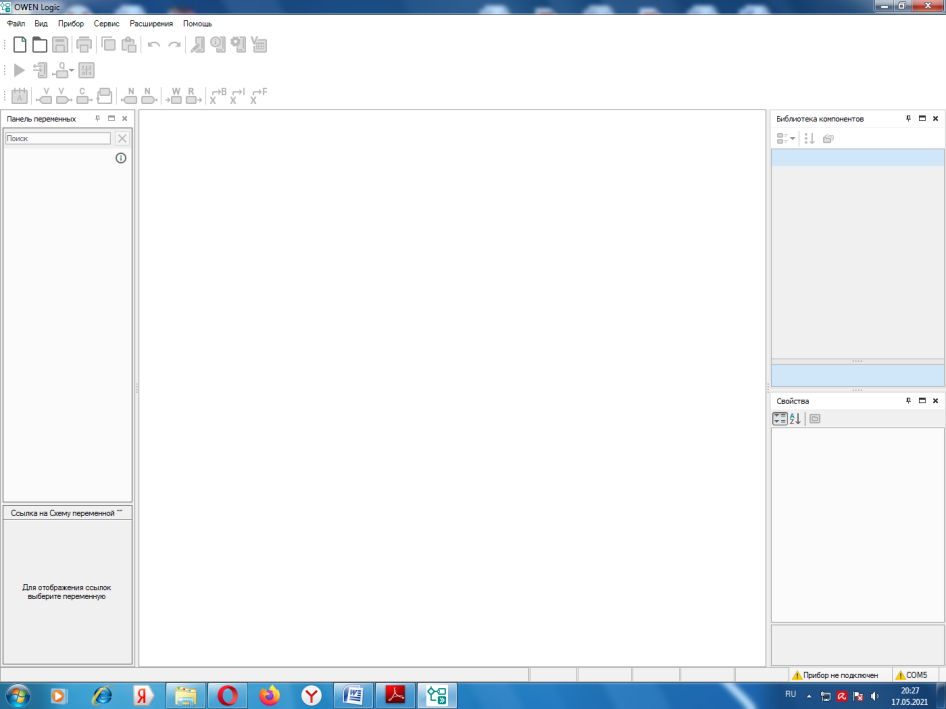 OWEN Logic
Файл Вид Прибор Сервис Расширения Помощь
Q
A V V C N N W R X B X I X F
Панель переменных
Поиск
Ссылка на Схему переменной ""
Для отображения ссылок
выберите переменную
Библиотека компонентов
Свойства
Прибор не подключен COM5
RU 20:27
17.05.2021